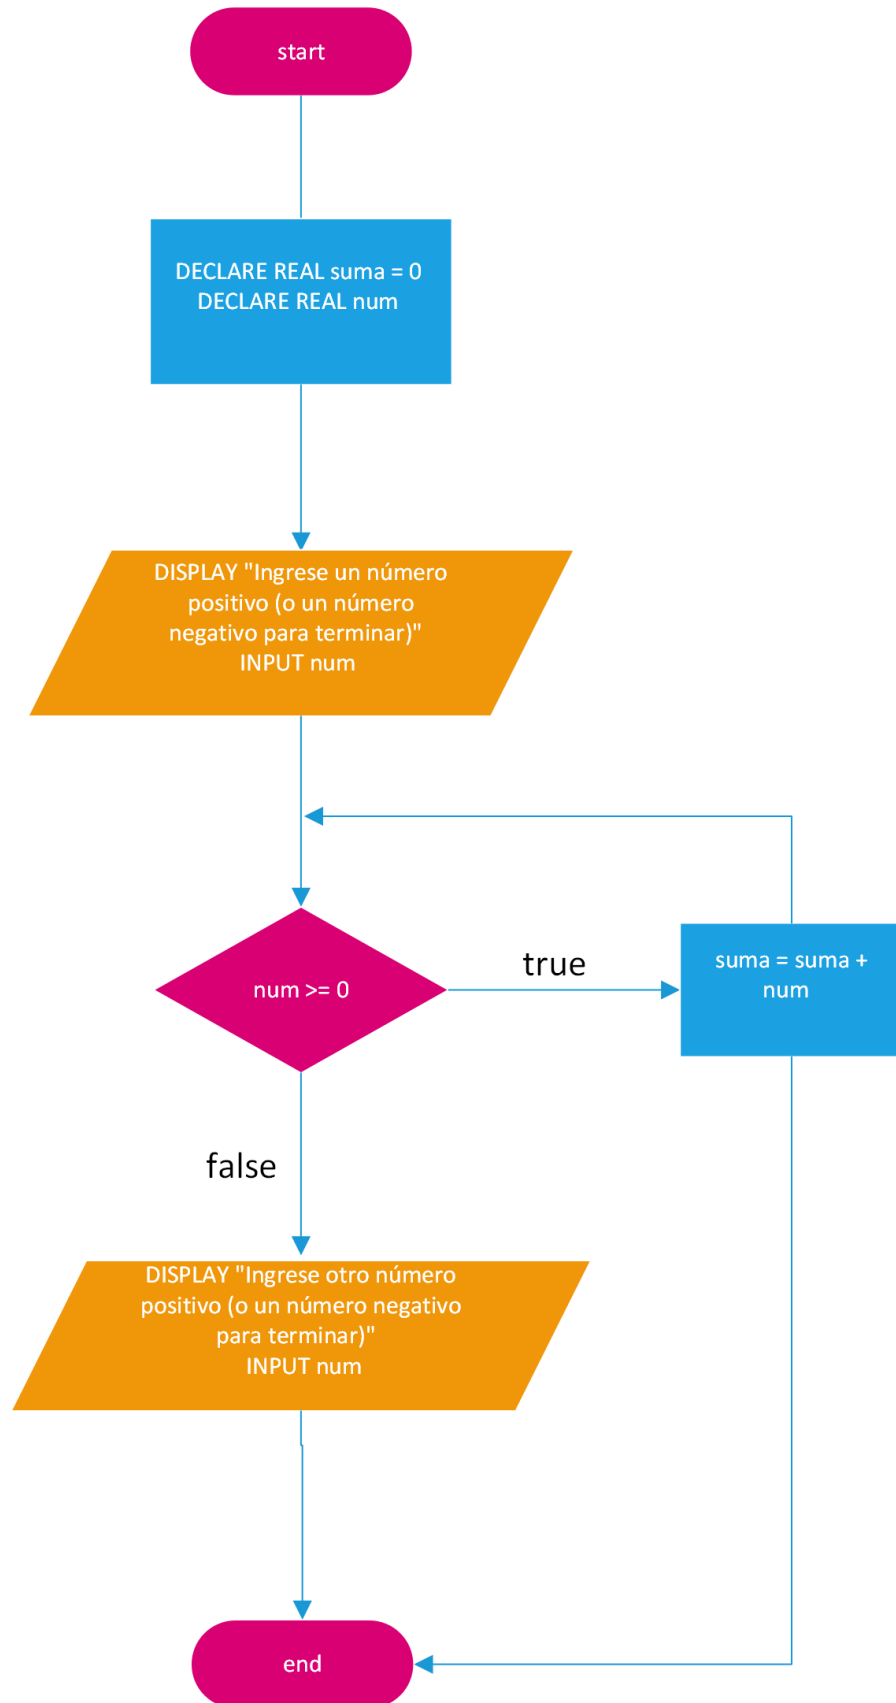 start
DECLARE REAL suma = 0
DECLARE REAL num
DISPLAY "Ingrese un número
positivo (o un número
negativo para terminar)"
INPUT num
num >= 0
true
suma = suma +
num
false
DISPLAY "Ingrese otro número
positivo (o un número negativo
para terminar)"
INPUT num
end